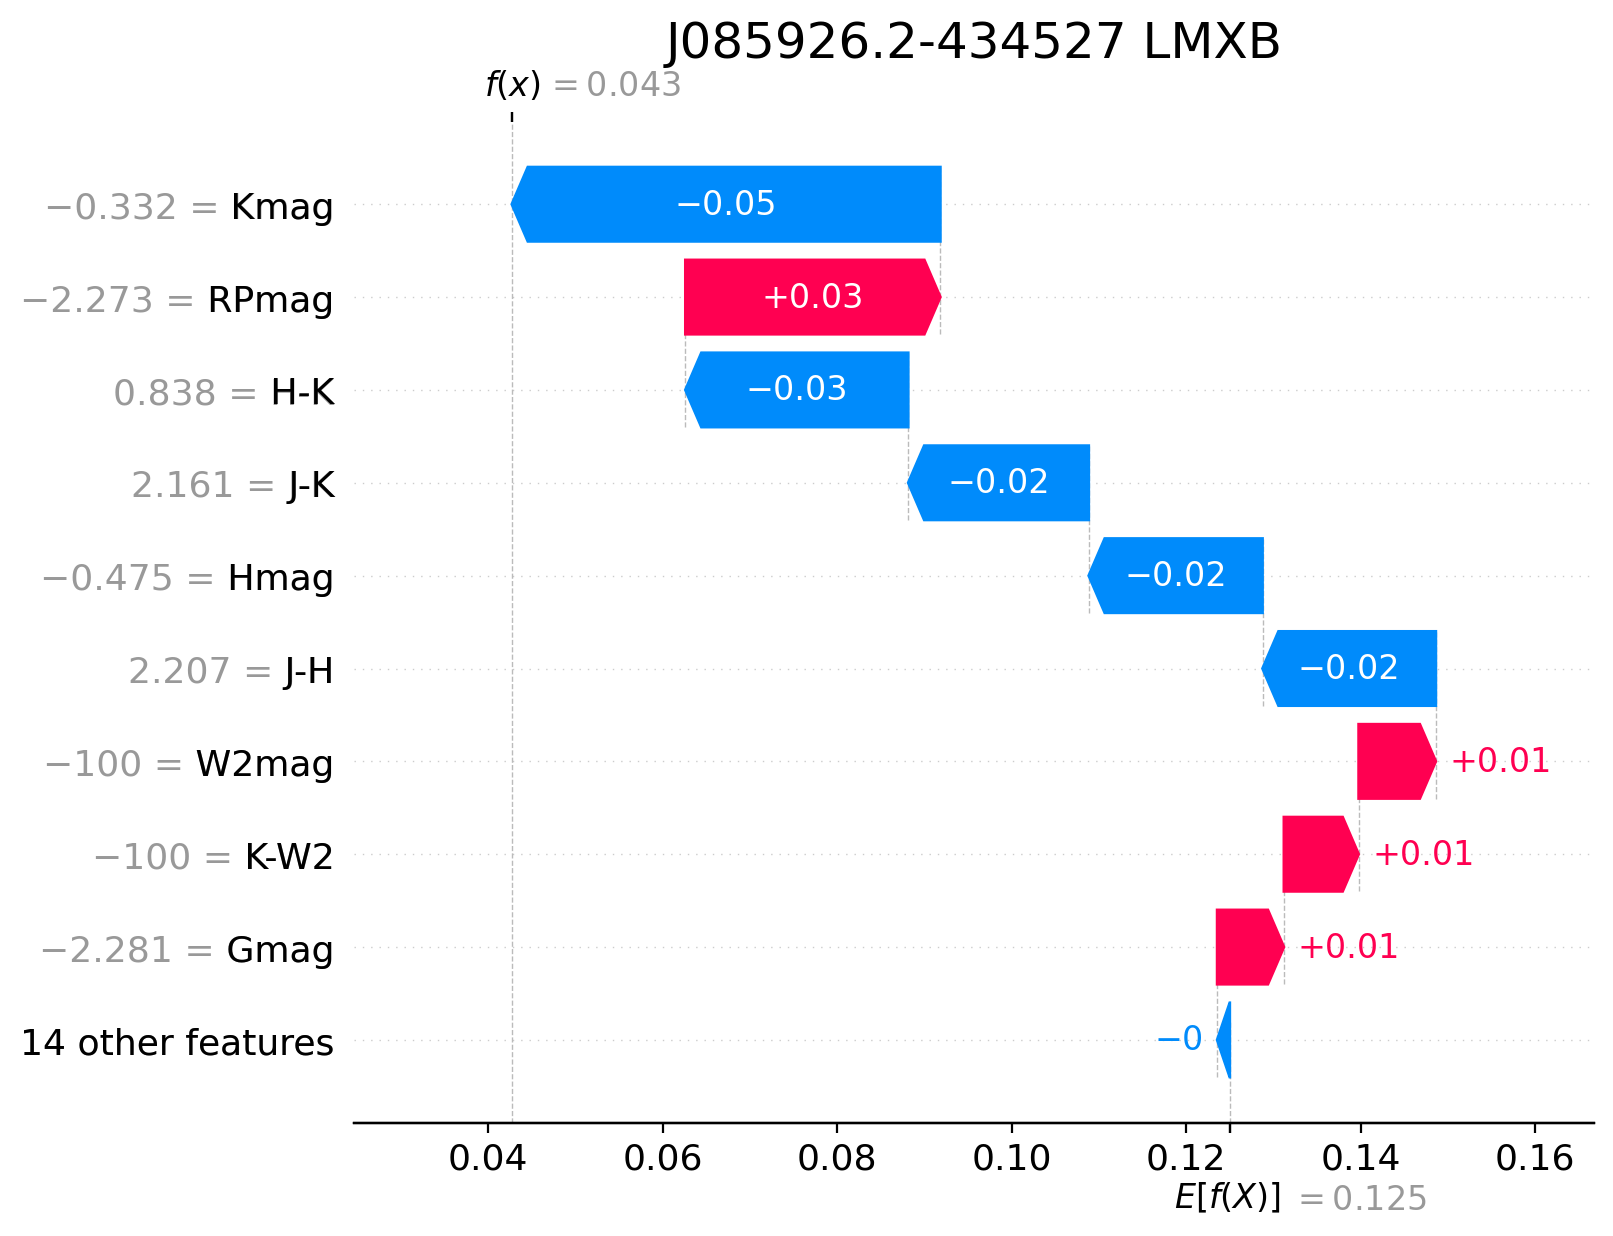 J085926.2-434527 LMXB
f(x) = 0.043
−0.332 = Kmag
−0.05
−2.273 = RPmag
+0.03
0.838 = H-K
−0.03
2.161 = J-K
−0.02
−0.475 = Hmag
−0.02
2.207 = J-H
−0.02
−100 = W2mag
+0.01
−100 = K-W2
+0.01
−2.281 = Gmag
+0.01
14 other features
−0
0.04 0.06 0.08 0.10 0.12 0.14 0.16
E[f(X)] = 0.125